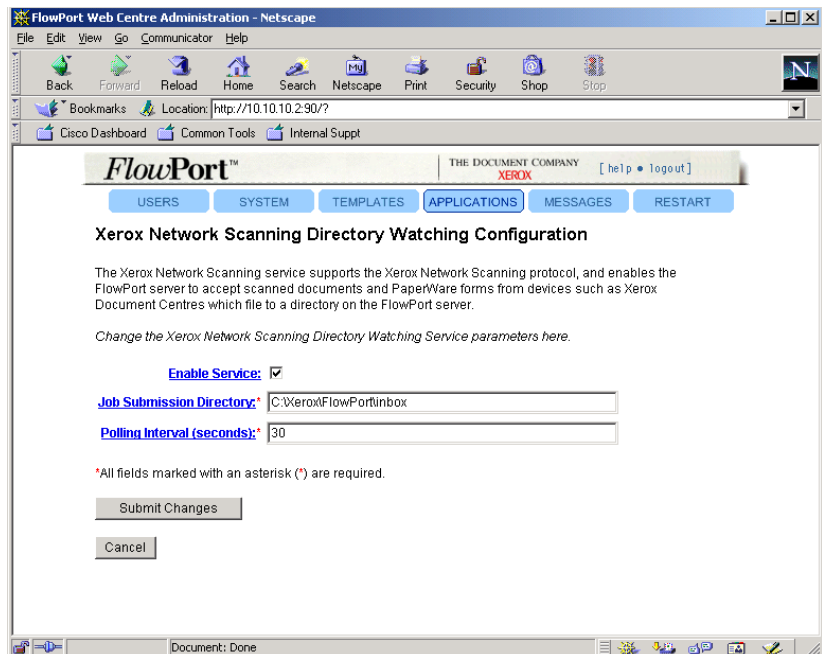 FlowPort Web Centre Administration - Netscape
File Edit View Go Communicator Help
Back Forward Reload Home Search Netscape Print Security Shop Stop
My
N
Bookmarks Location: http://10.10.10.2:90/?
Cisco Dashboard Common Tools Internal Suppt
FlowPort™
THE DOCUMENT COMPANY
XEROX
[ help • logout]
USERS SYSTEM TEMPLATES APPLICATIONS MESSAGES RESTART
Xerox Network Scanning Directory Watching Configuration
The Xerox Network Scanning service supports the Xerox Network Scanning protocol, and enables the
FlowPort server to accept scanned documents and PaperWare forms from devices such as Xerox
Document Centres which file to a directory on the FlowPort server.
Change the Xerox Network Scanning Directory Watching Service parameters here.
Enable Service:
Job Submission Directory:* C:\Xerox\FlowPort\inbox
Polling Interval (seconds):* 30
*All fields marked with an asterisk (*) are required.
Submit Changes
Cancel
Document: Done